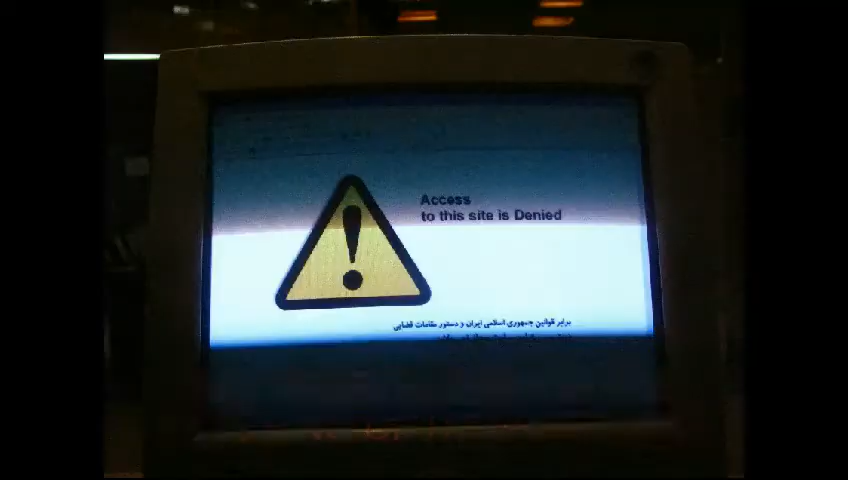 Access
to this site is Denied
برابر قوانین جمهوری اسلامی ایران و دستور مقامات قضایی